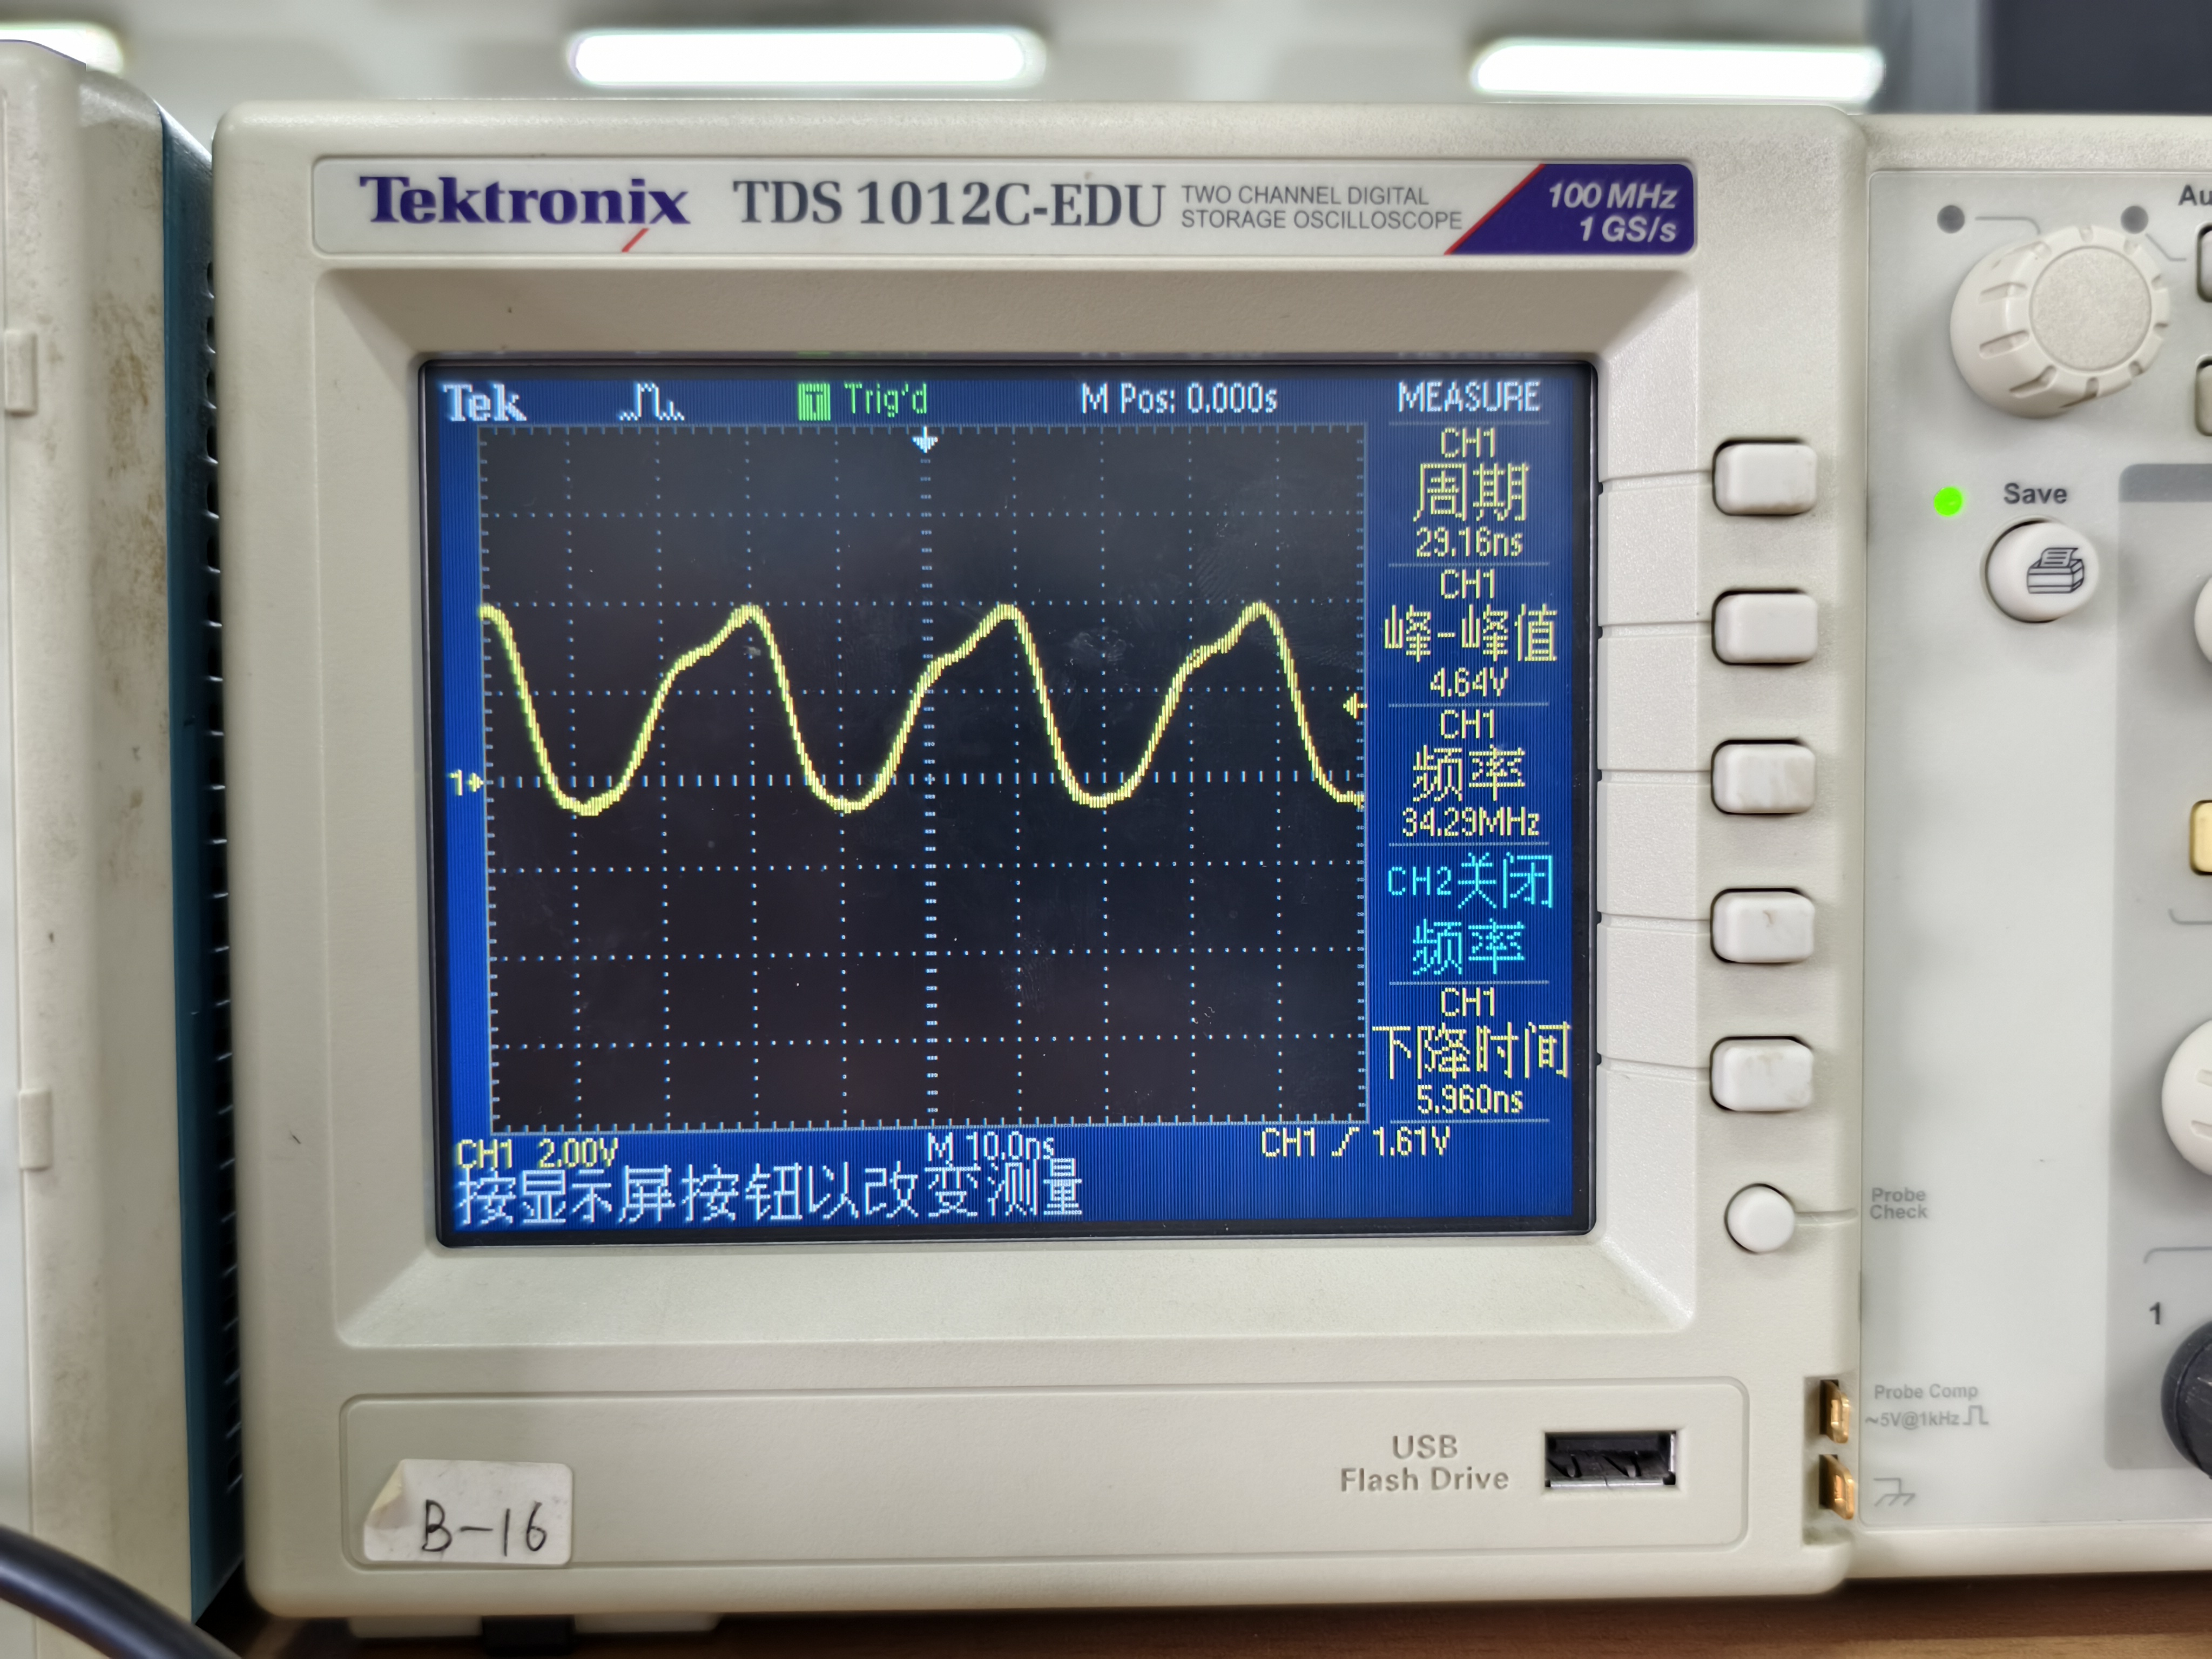 Tektronix TDS 1012C-EDU TWO CHANNEL DIGITAL
STORAGE OSCILLOSCOPE
100 MHz
1 GS/s
Tek T Trig'd M Pos: 0.000s MEASURE
CH1
周期
29.16ns
CH1
峰-峰值
4.64V
CH1
频率
34.29MHz
CH2关闭
频率
CH1
下降时间
5.960ns
1
CH1 2.00V M 10.0ns CH1 1.61V
按显示屏按钮以改变测量
Save
Probe
Check
1
Probe Comp
~5V@1kHz
USB
Flash Drive
B-16